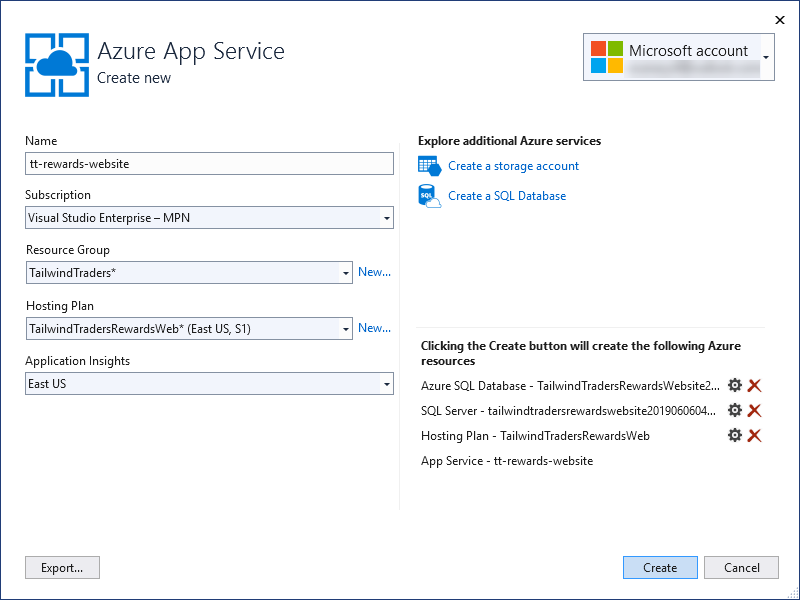 Azure App Service
Create new
Microsoft account
Name
tt-rewards-website
Subscription
Visual Studio Enterprise – MPN
Resource Group
TailwindTraders*
New...
Hosting Plan
TailwindTradersRewardsWeb* (East US, S1)
New...
Application Insights
East US
Explore additional Azure services
Create a storage account
SQL
Create a SQL Database
Clicking the Create button will create the following Azure
resources
Azure SQL Database - TailwindTradersRewardsWebsite2...
SQL Server - tailwindtradersrewardswebsite2019060604...
Hosting Plan - TailwindTradersRewardsWeb
App Service - tt-rewards-website
Export...
Create
Cancel